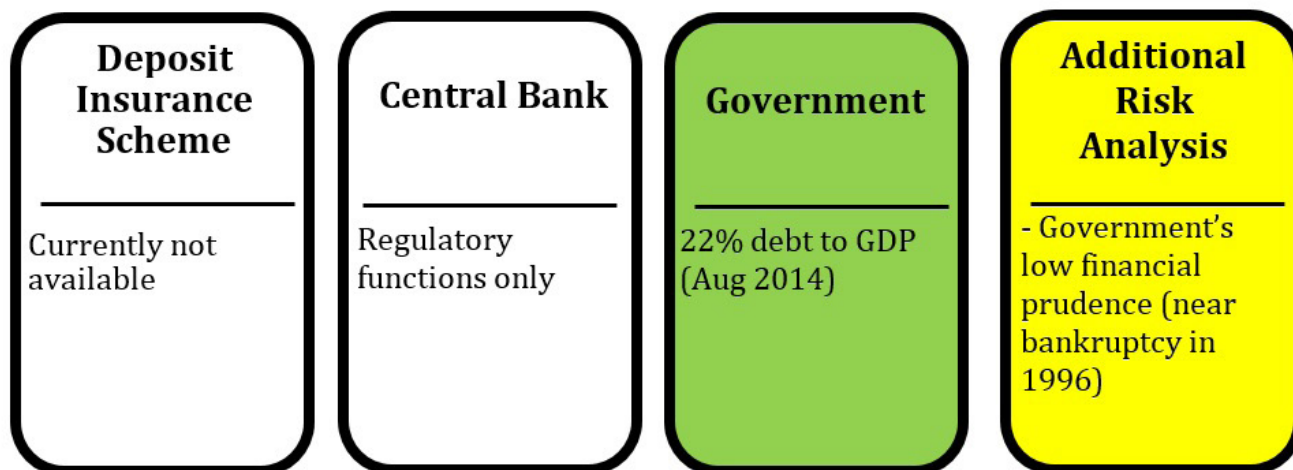 Deposit
Insurance
Scheme
Currently not
available
Central Bank
Regulatory
functions only
Government
22% debt to GDP
(Aug 2014)
Additional
Risk
Analysis
- Government’s
low financial
prudence (near
bankruptcy in
1996)